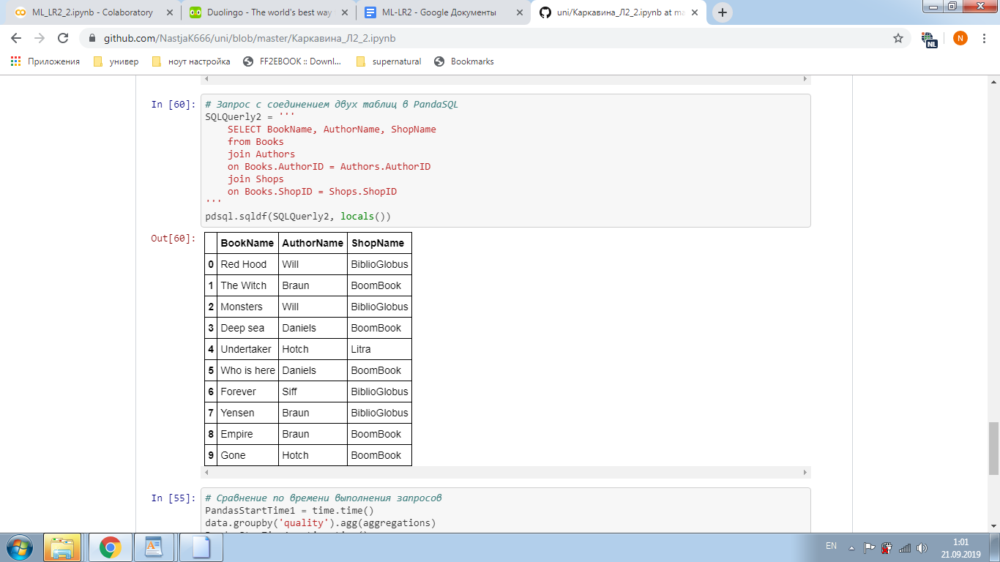 ML_LR2_2.ipynb - Colaboratory
Duolingo - The world's best way
ML-LR2 - Google Документы
uni/Каркавина_Л2_2.ipynb at ma
github.com/NastjaK666/uni/blob/master/Каркавина_Л2_2.ipynb
NL
N
Приложения
универ
ноут настройка
FF2EBOOK :: Downl...
supernatural
Bookmarks
In [60]:
# Запрос с соединением двух таблиц в PandaSQL
SQLQuerly2 = '''
SELECT BookName, AuthorName, ShopName
from Books
join Authors
on Books.AuthorID = Authors.AuthorID
join Shops
on Books.ShopID = Shops.ShopID
'''
pdsql.sqldf(SQLQuerly2, locals())
Out[60]:
BookName AuthorName ShopName
0 Red Hood Will BiblioGlobus
1 The Witch Braun BoomBook
2 Monsters Will BiblioGlobus
3 Deep sea Daniels BoomBook
4 Undertaker Hotch Litra
5 Who is here Daniels BoomBook
6 Forever Siff BiblioGlobus
7 Yensen Braun BiblioGlobus
8 Empire Braun BoomBook
9 Gone Hotch BoomBook
In [55]:
# Сравнение по времени выполнения запросов
PandasStartTime1 = time.time()
data.groupby('quality').agg(aggregations)
EN
1:01
21.09.2019